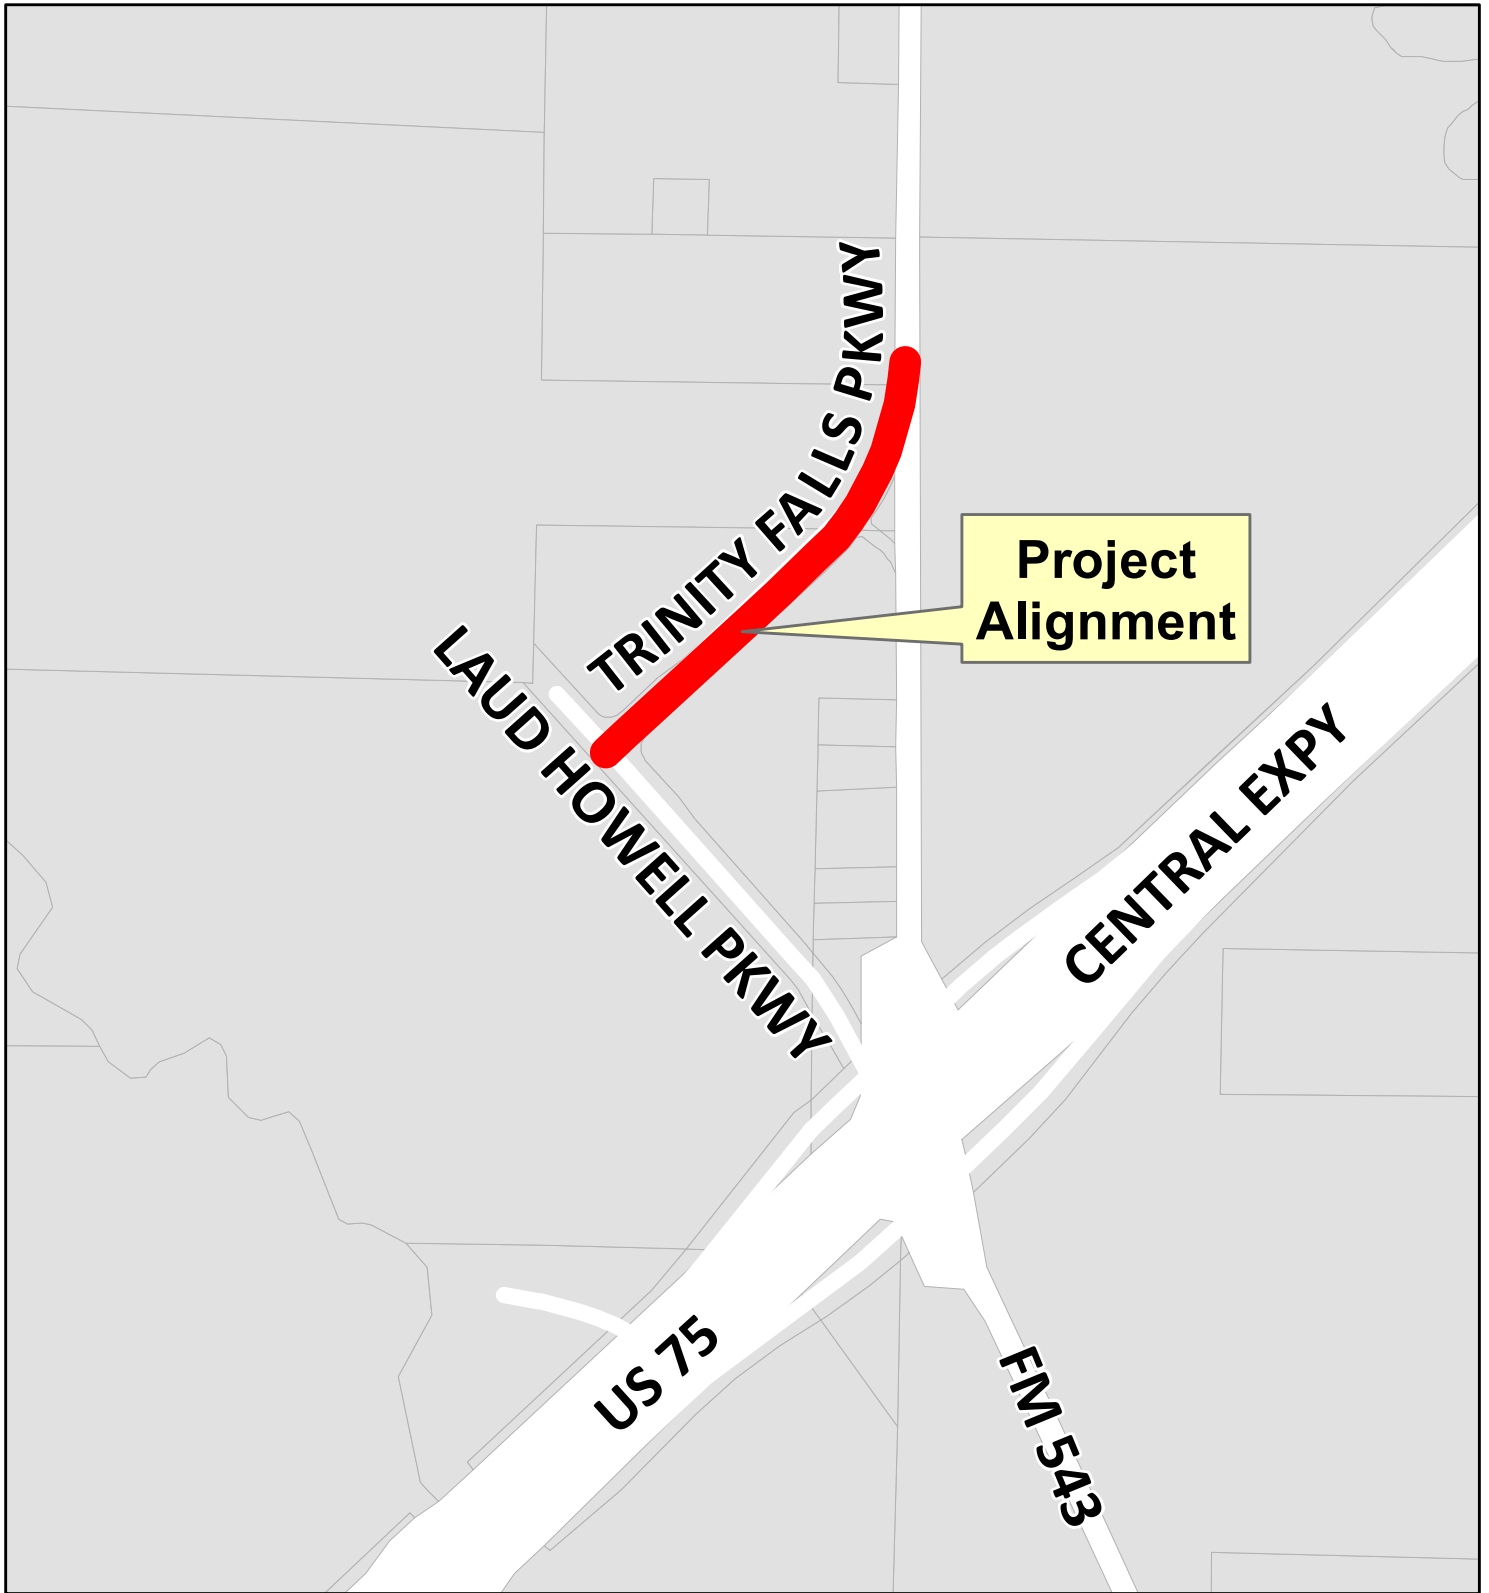 TRINITY FALLS PKWY
Project
Alignment
LAUD HOWELL PKWY
CENTRAL EXPY
US 75
FM 543